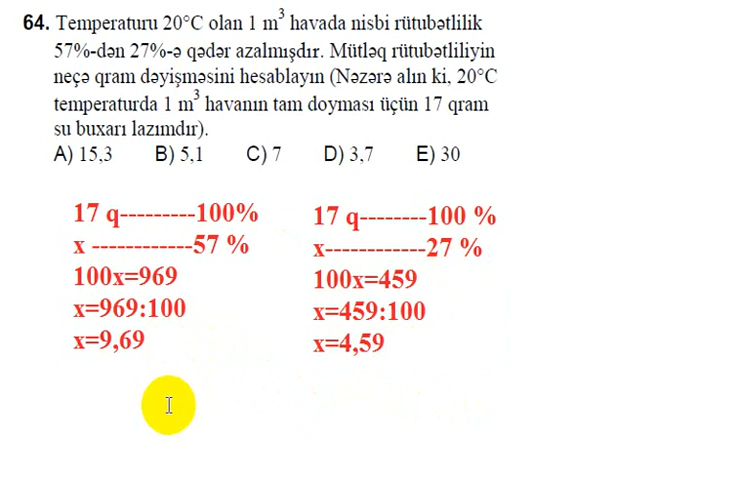 64. Temperaturu 20°C olan 1 m³ havada nisbi rütubətlilik
57%-dən 27%-ə qədər azalmışdır. Mütləq rütubətliliyin
neçə qram dəyişməsini hesablayın (Nəzərə alın ki, 20°C
temperaturda 1 m³ havanın tam doyması üçün 17 qram
su buxarı lazımdır).
A) 15,3 B) 5,1 C) 7 D) 3,7 E) 30
17 q---------100%
x ------------57 %
100x=969
x=969:100
x=9,69
17 q--------100 %
x------------27 %
100x=459
x=459:100
x=4,59